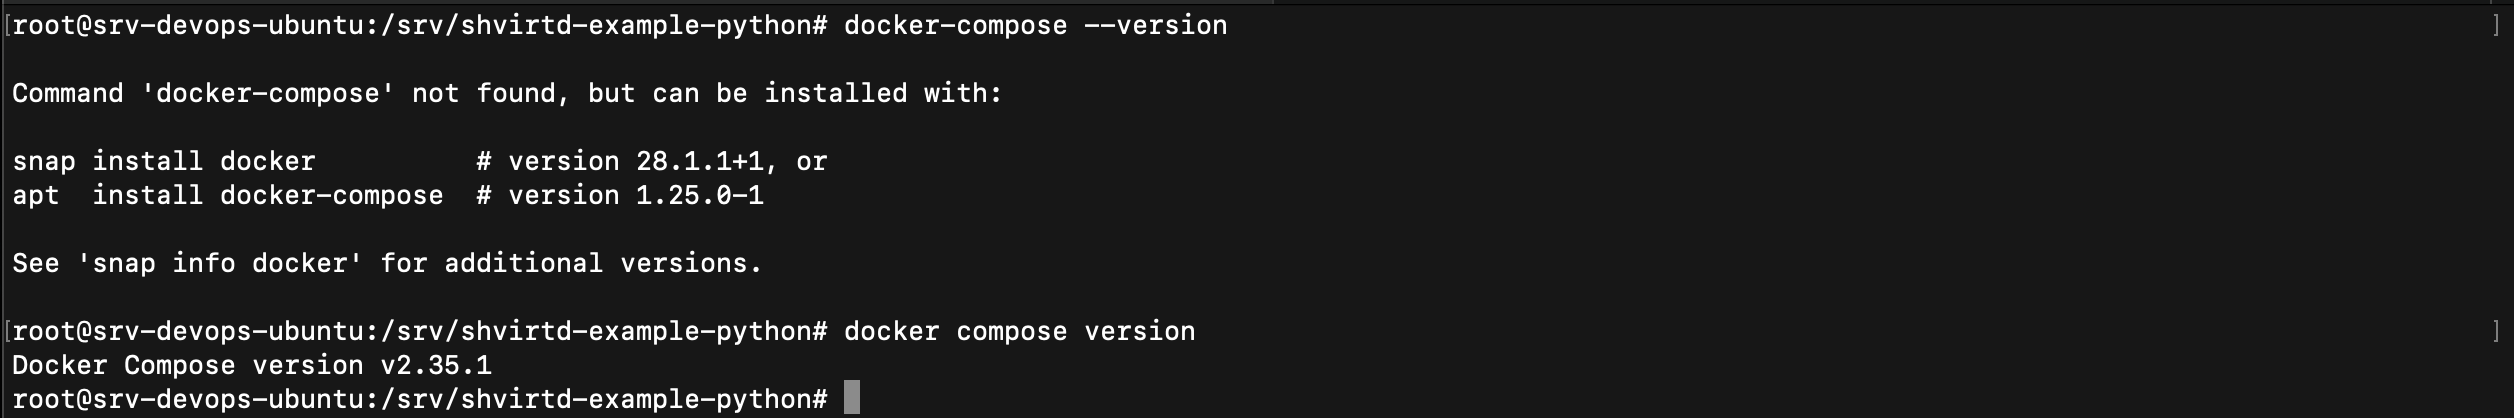 [root@srv-devops-ubuntu:/srv/shvirtd-example-python# docker-compose --version ]
Command 'docker-compose' not found, but can be installed with:
snap install docker          # version 28.1.1+1, or
apt  install docker-compose  # version 1.25.0-1
See 'snap info docker' for additional versions.
[root@srv-devops-ubuntu:/srv/shvirtd-example-python# docker compose version ]
Docker Compose version v2.35.1
root@srv-devops-ubuntu:/srv/shvirtd-example-python#